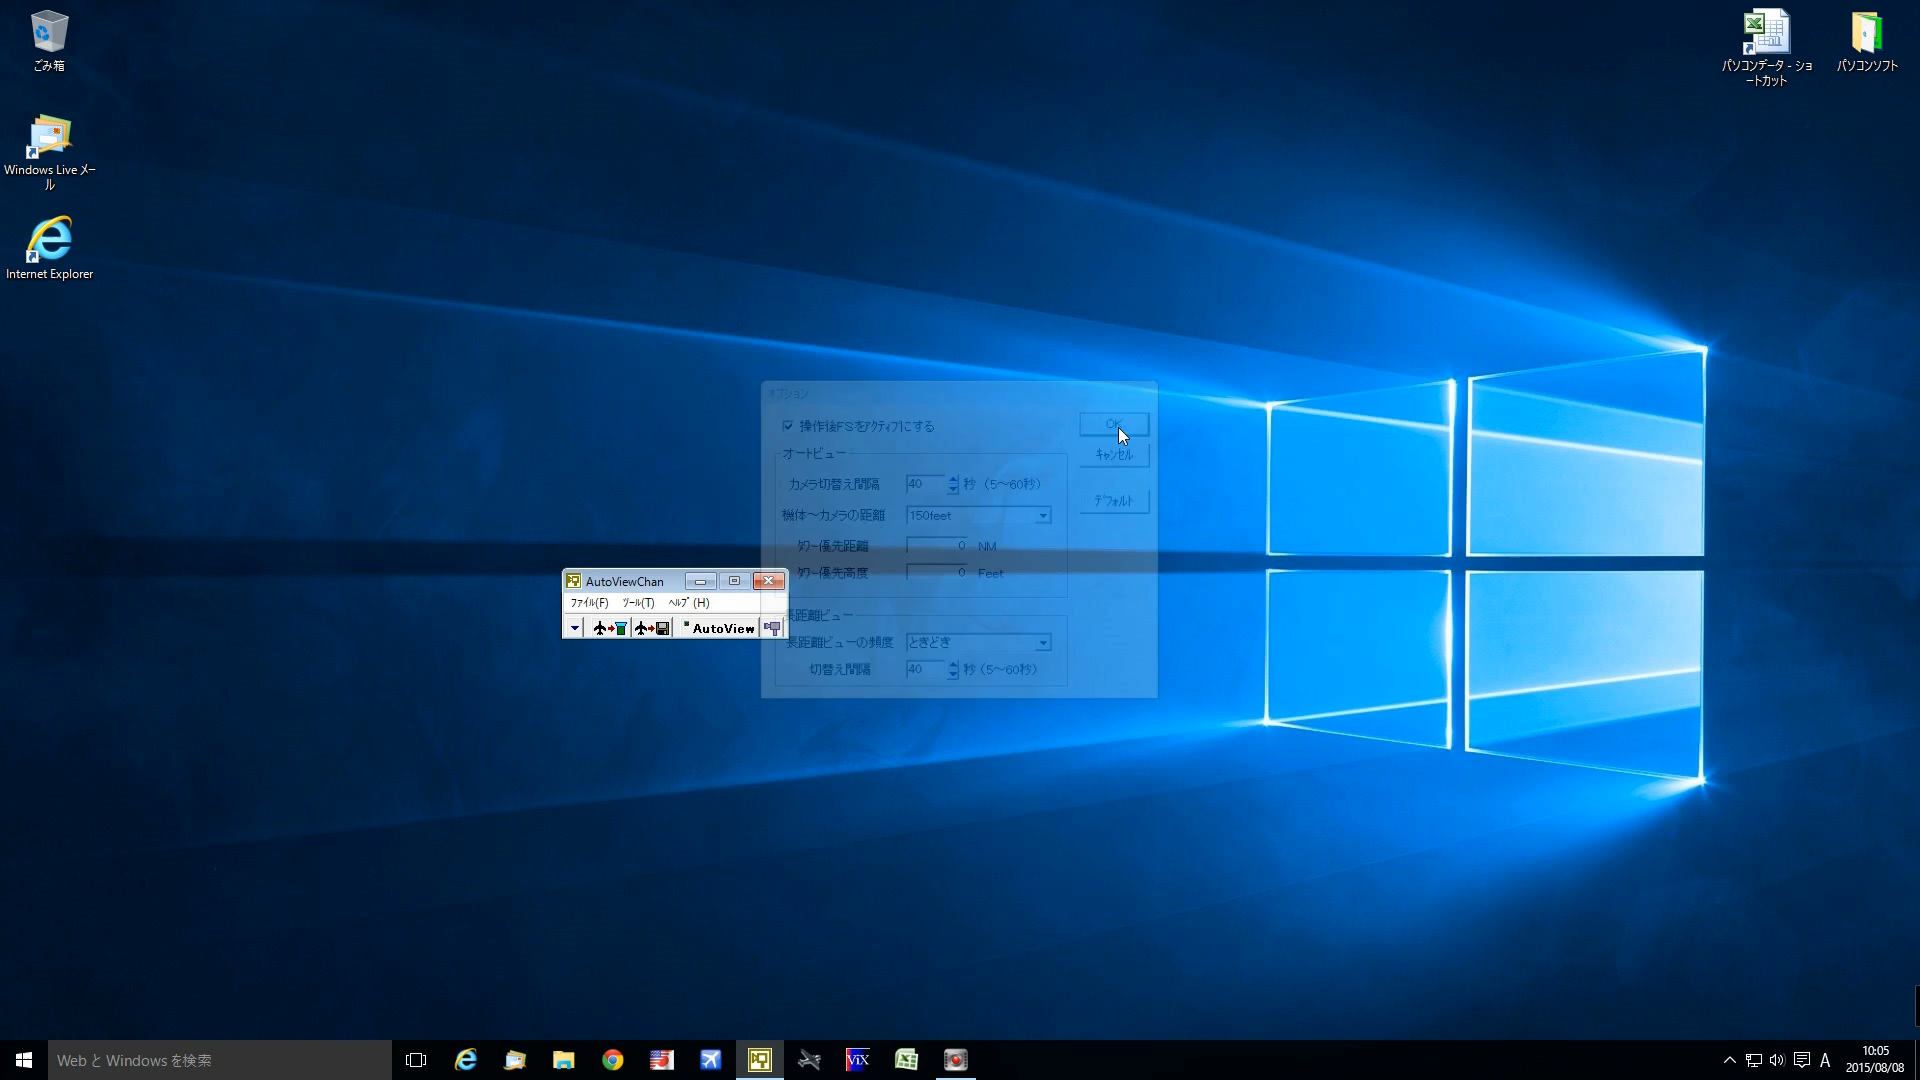 ごみ箱
Windows Live メー
ル
Internet Explorer
パソコンデータ - ショ
ートカット
パソコンソフト
オプション
操作後FSをアクティブにする
OK
キャンセル
デフォルト
オートビュー
カメラ切替え間隔 40 秒 (5～60秒)
機体～カメラの距離 150feet
タワー優先距離 0 NM
タワー優先高度 0 Feet
長距離ビュー
長距離ビューの頻度 ときどき
切替え間隔 40 秒 (5～60秒)
AutoViewChan
ファイル(F) ツール(T) ヘルプ(H)
AutoView
Web と Windows を検索
ViX
A
10:05
2015/08/08